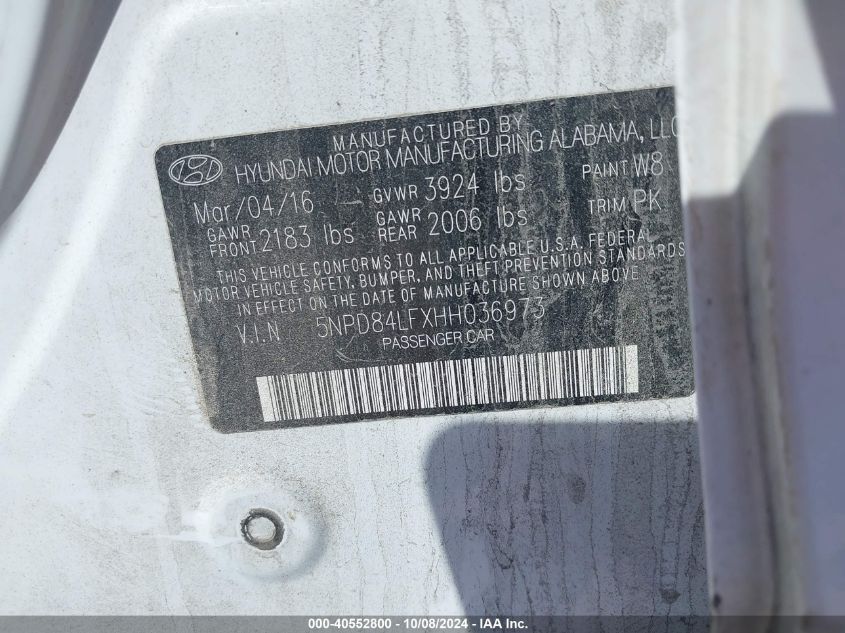 MANUFACTURED BY
HYUNDAI MOTOR MANUFACTURING ALABAMA, LLC
Mar/04/16 GVWR 3924 lbs PAINT W8
GAWR FRONT 2183 lbs GAWR REAR 2006 lbs TRIM PK
THIS VEHICLE CONFORMS TO ALL APPLICABLE U.S.A. FEDERAL
MOTOR VEHICLE SAFETY, BUMPER, AND THEFT PREVENTION STANDARDS
IN EFFECT ON THE DATE OF MANUFACTURE SHOWN ABOVE
V.I.N 5NPD84LFXHH036973
PASSENGER CAR
000-40552800 - 10/08/2024 - IAA Inc.